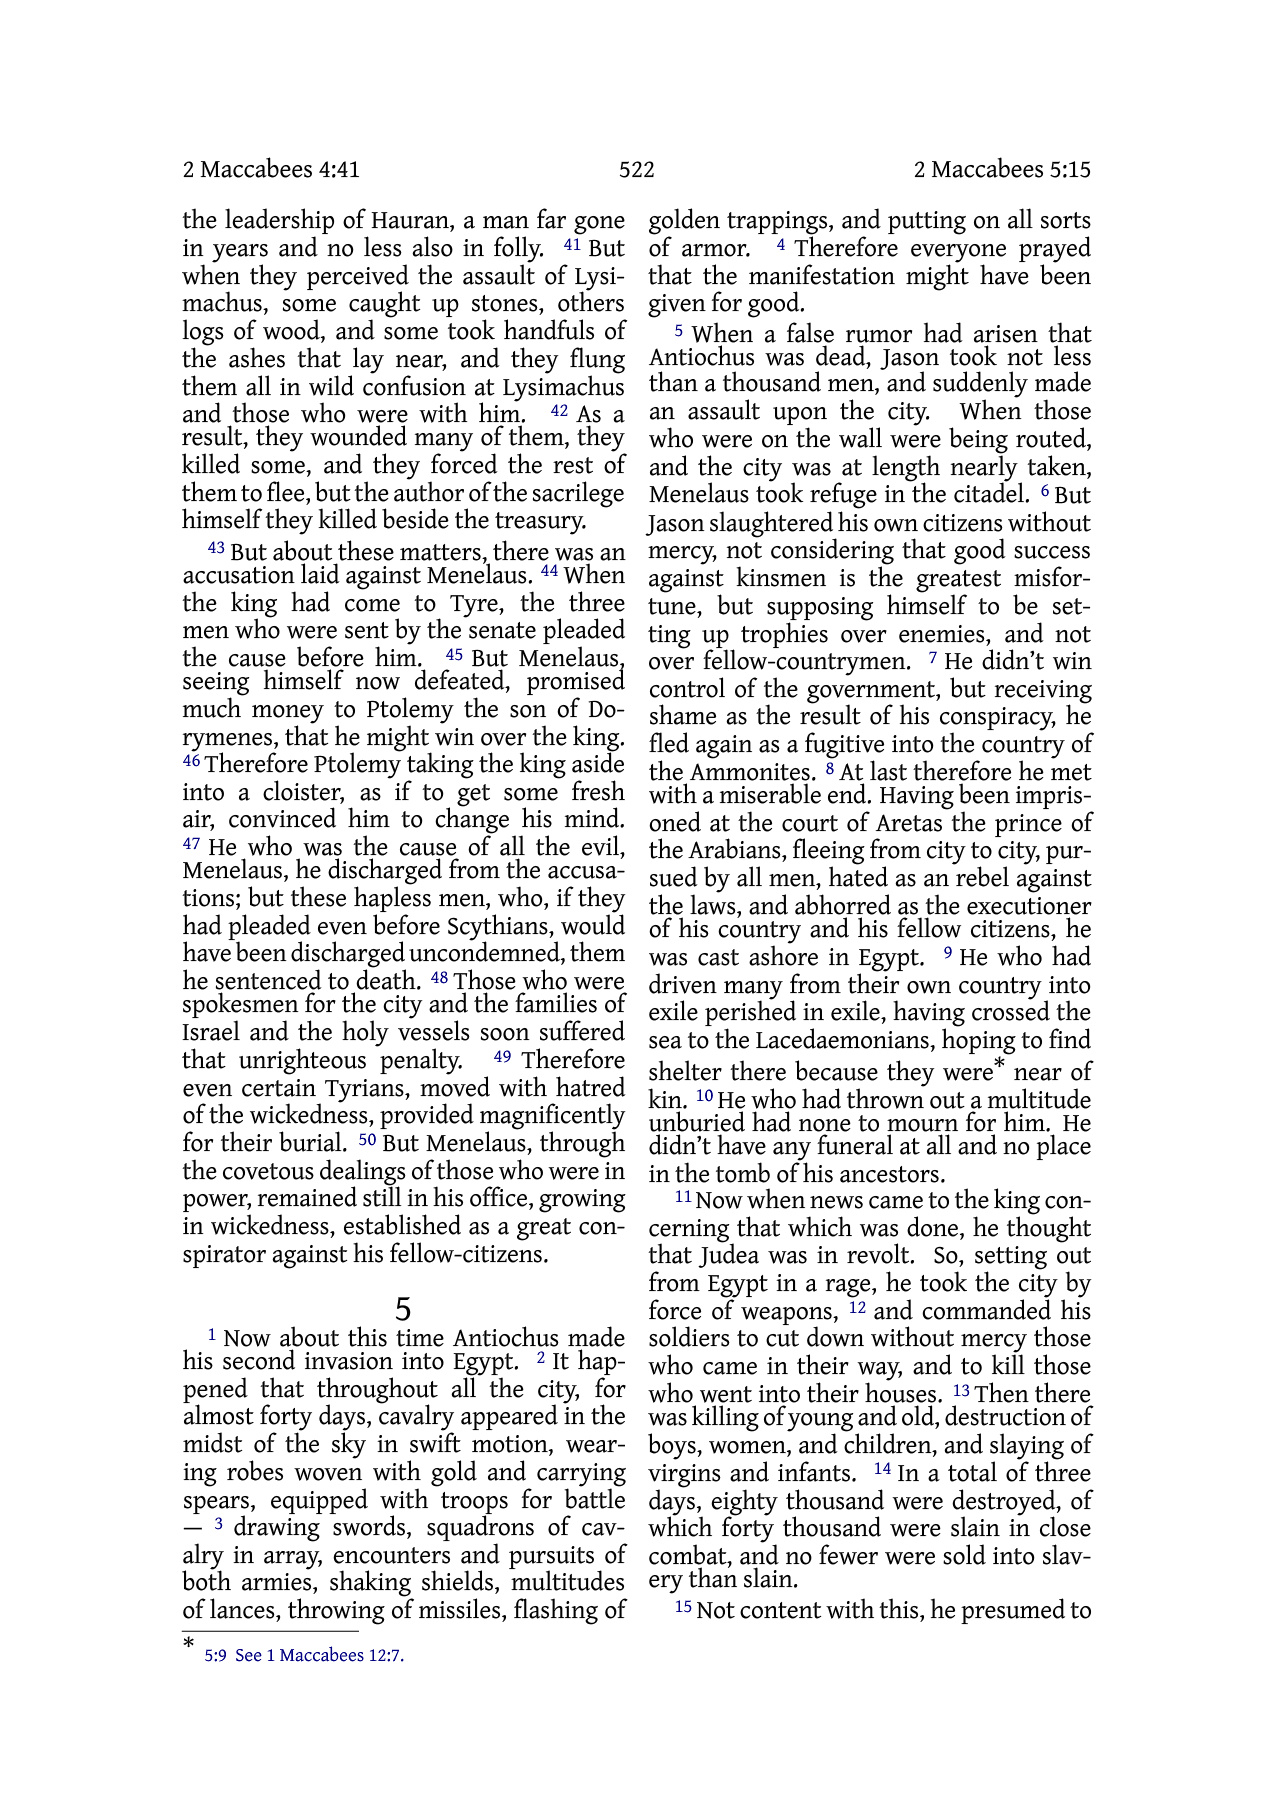 2 Maccabees 4:41 522 2 Maccabees 5:15
the leadership of Hauran, a man far gone
in years and no less also in folly. 41 But
when they perceived the assault of Lysi-
machus, some caught up stones, others
logs of wood, and some took handfuls of
the ashes that lay near, and they flung
them all in wild confusion at Lysimachus
and those who were with him. 42 As a
result, they wounded many of them, they
killed some, and they forced the rest of
them to flee, but the author of the sacrilege
himself they killed beside the treasury.
43 But about these matters, there was an
accusation laid against Menelaus. 44 When
the king had come to Tyre, the three
men who were sent by the senate pleaded
the cause before him. 45 But Menelaus,
seeing himself now defeated, promised
much money to Ptolemy the son of Do-
rymenes, that he might win over the king.
46 Therefore Ptolemy taking the king aside
into a cloister, as if to get some fresh
air, convinced him to change his mind.
47 He who was the cause of all the evil,
Menelaus, he discharged from the accusa-
tions; but these hapless men, who, if they
had pleaded even before Scythians, would
have been discharged uncondemned, them
he sentenced to death. 48 Those who were
spokesmen for the city and the families of
Israel and the holy vessels soon suffered
that unrighteous penalty. 49 Therefore
even certain Tyrians, moved with hatred
of the wickedness, provided magnificently
for their burial. 50 But Menelaus, through
the covetous dealings of those who were in
power, remained still in his office, growing
in wickedness, established as a great con-
spirator against his fellow-citizens.
5
1 Now about this time Antiochus made
his second invasion into Egypt. 2 It hap-
pened that throughout all the city, for
almost forty days, cavalry appeared in the
midst of the sky in swift motion, wear-
ing robes woven with gold and carrying
spears, equipped with troops for battle
— 3 drawing swords, squadrons of cav-
alry in array, encounters and pursuits of
both armies, shaking shields, multitudes
of lances, throwing of missiles, flashing of
golden trappings, and putting on all sorts
of armor. 4 Therefore everyone prayed
that the manifestation might have been
given for good.
5 When a false rumor had arisen that
Antiochus was dead, Jason took not less
than a thousand men, and suddenly made
an assault upon the city. When those
who were on the wall were being routed,
and the city was at length nearly taken,
Menelaus took refuge in the citadel. 6 But
Jason slaughtered his own citizens without
mercy, not considering that good success
against kinsmen is the greatest misfor-
tune, but supposing himself to be set-
ting up trophies over enemies, and not
over fellow-countrymen. 7 He didn't win
control of the government, but receiving
shame as the result of his conspiracy, he
fled again as a fugitive into the country of
the Ammonites. 8 At last therefore he met
with a miserable end. Having been impris-
oned at the court of Aretas the prince of
the Arabians, fleeing from city to city, pur-
sued by all men, hated as an rebel against
the laws, and abhorred as the executioner
of his country and his fellow citizens, he
was cast ashore in Egypt. 9 He who had
driven many from their own country into
exile perished in exile, having crossed the
sea to the Lacedaemonians, hoping to find
shelter there because they were* near of
kin. 10 He who had thrown out a multitude
unburied had none to mourn for him. He
didn't have any funeral at all and no place
in the tomb of his ancestors.
11 Now when news came to the king con-
cerning that which was done, he thought
that Judea was in revolt. So, setting out
from Egypt in a rage, he took the city by
force of weapons, 12 and commanded his
soldiers to cut down without mercy those
who came in their way, and to kill those
who went into their houses. 13 Then there
was killing of young and old, destruction of
boys, women, and children, and slaying of
virgins and infants. 14 In a total of three
days, eighty thousand were destroyed, of
which forty thousand were slain in close
combat, and no fewer were sold into slav-
ery than slain.
15 Not content with this, he presumed to
* 5:9 See 1 Maccabees 12:7.